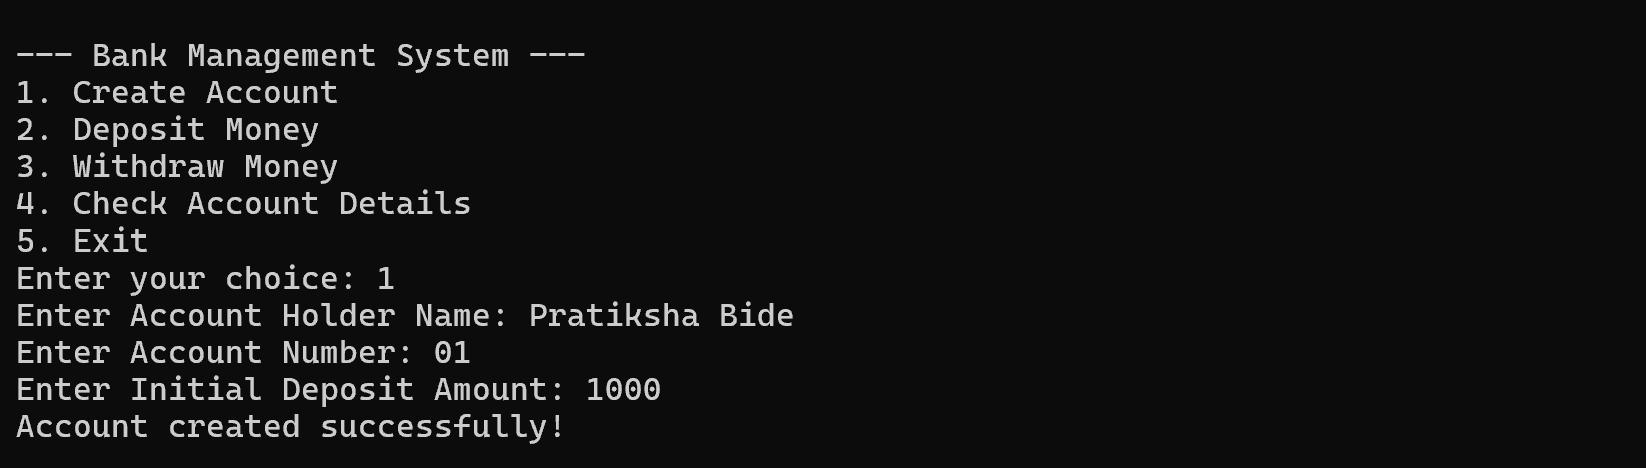 --- Bank Management System ---
1. Create Account
2. Deposit Money
3. Withdraw Money
4. Check Account Details
5. Exit
Enter your choice: 1
Enter Account Holder Name: Pratiksha Bide
Enter Account Number: 01
Enter Initial Deposit Amount: 1000
Account created successfully!